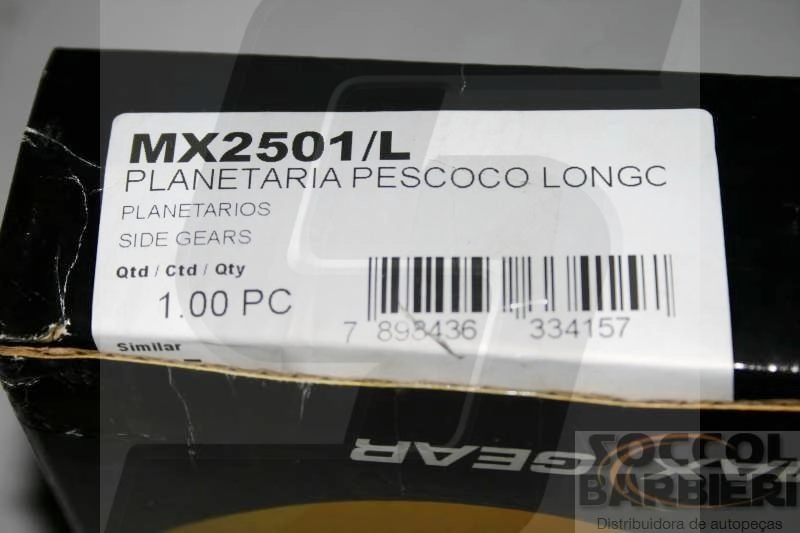 MX2501/L
PLANETARIA PESCOCO LONGC
PLANETARIOS
SIDE GEARS
Qtd / Ctd / Qty
1.00 PC
7 898436 334157
Similar
GEAR
SOCCOL
BARBIERI
Distribuidora de autopeças